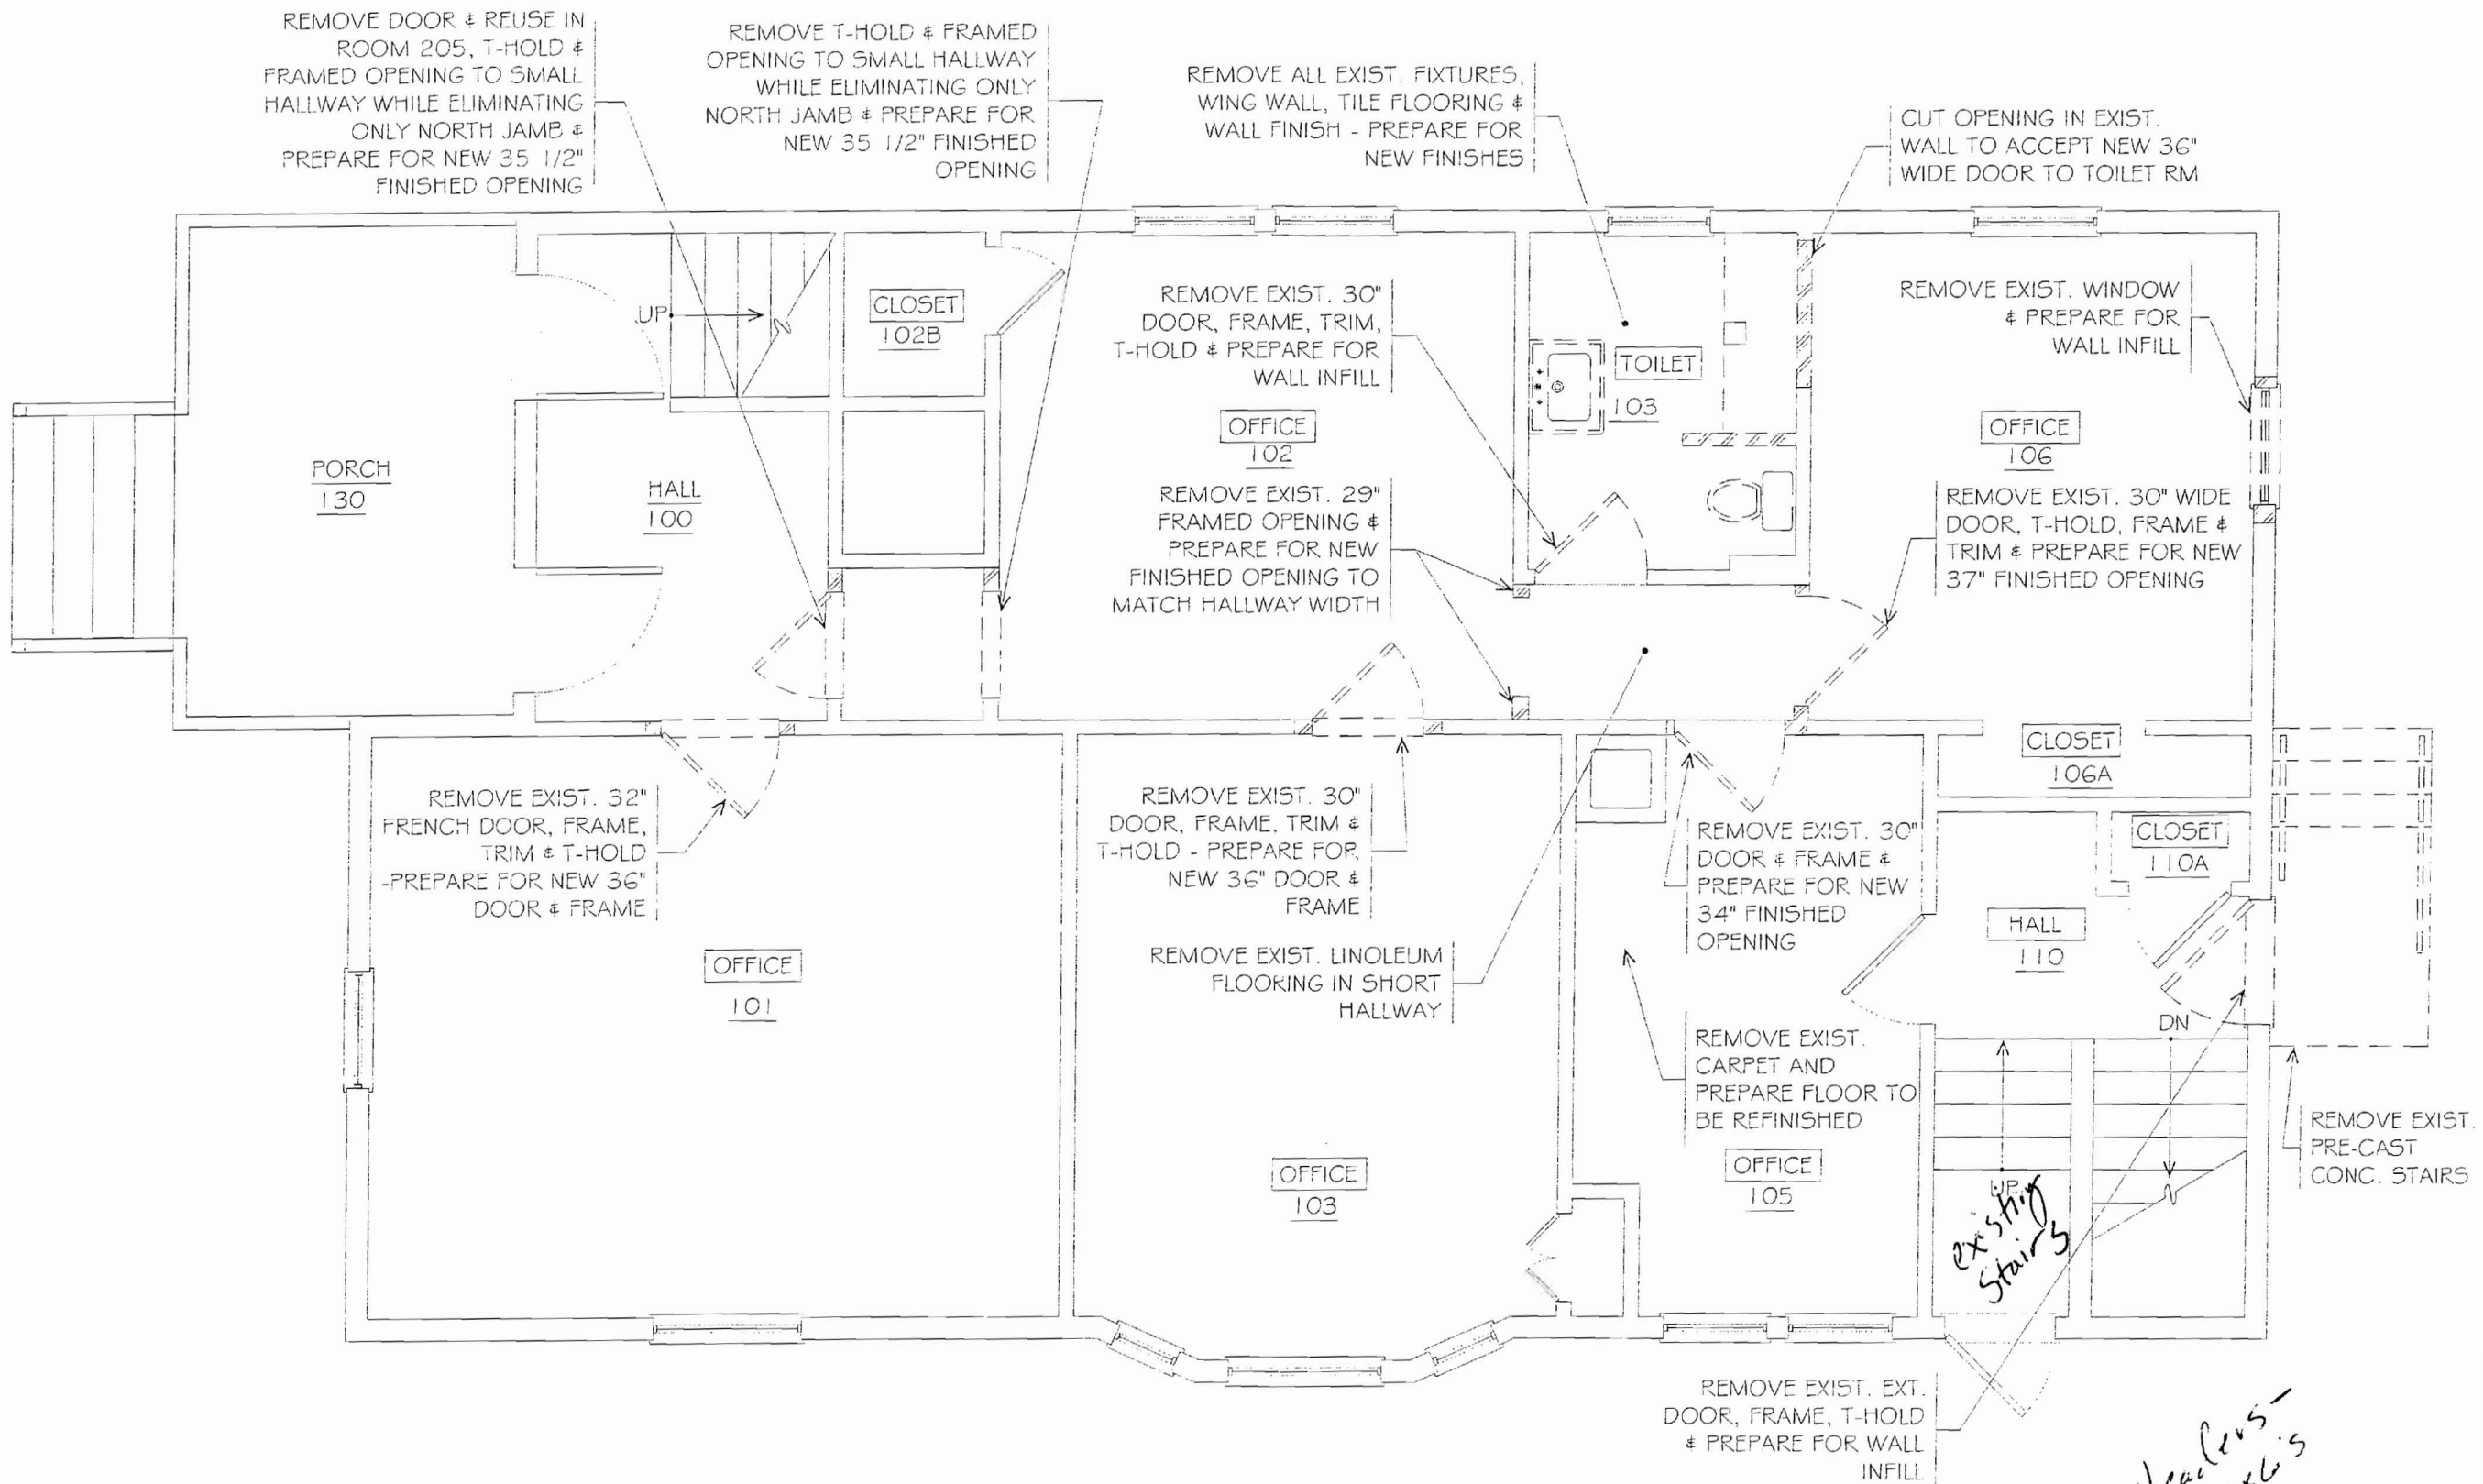 REMOVE DOOR & REUSE IN
ROOM 205, T-HOLD &
FRAMED OPENING TO SMALL
HALLWAY WHILE ELIMINATING
ONLY NORTH JAMB &
PREPARE FOR NEW 35 1/2"
FINISHED OPENING
REMOVE T-HOLD & FRAMED
OPENING TO SMALL HALLWAY
WHILE ELIMINATING ONLY
NORTH JAMB & PREPARE FOR
NEW 35 1/2" FINISHED
OPENING
REMOVE ALL EXIST. FIXTURES,
WING WALL, TILE FLOORING &
WALL FINISH - PREPARE FOR
NEW FINISHES
CUT OPENING IN EXIST.
WALL TO ACCEPT NEW 36"
WIDE DOOR TO TOILET RM
UP
CLOSET
102B
REMOVE EXIST. 30"
DOOR, FRAME, TRIM,
T-HOLD & PREPARE FOR
WALL INFILL
TOILET
103
REMOVE EXIST. WINDOW
& PREPARE FOR
WALL INFILL
PORCH
130
HALL
100
OFFICE
102
OFFICE
106
REMOVE EXIST. 29"
FRAMED OPENING &
PREPARE FOR NEW
FINISHED OPENING TO
MATCH HALLWAY WIDTH
REMOVE EXIST. 30" WIDE
DOOR, T-HOLD, FRAME &
TRIM & PREPARE FOR NEW
37" FINISHED OPENING
CLOSET
106A
REMOVE EXIST. 32"
FRENCH DOOR, FRAME,
TRIM & T-HOLD
-PREPARE FOR NEW 36"
DOOR & FRAME
REMOVE EXIST. 30"
DOOR, FRAME, TRIM &
T-HOLD - PREPARE FOR
NEW 36" DOOR &
FRAME
REMOVE EXIST. 30"
DOOR & FRAME &
PREPARE FOR NEW
34" FINISHED
OPENING
CLOSET
110A
HALL
110
OFFICE
101
REMOVE EXIST. LINOLEUM
FLOORING IN SHORT
HALLWAY
DN
REMOVE EXIST.
CARPET AND
PREPARE FLOOR TO
BE REFINISHED
REMOVE EXIST.
PRE-CAST
CONC. STAIRS
OFFICE
103
OFFICE
105
UP
existing
Stairs
REMOVE EXIST. EXT.
DOOR, FRAME, T-HOLD
& PREPARE FOR WALL
INFILL